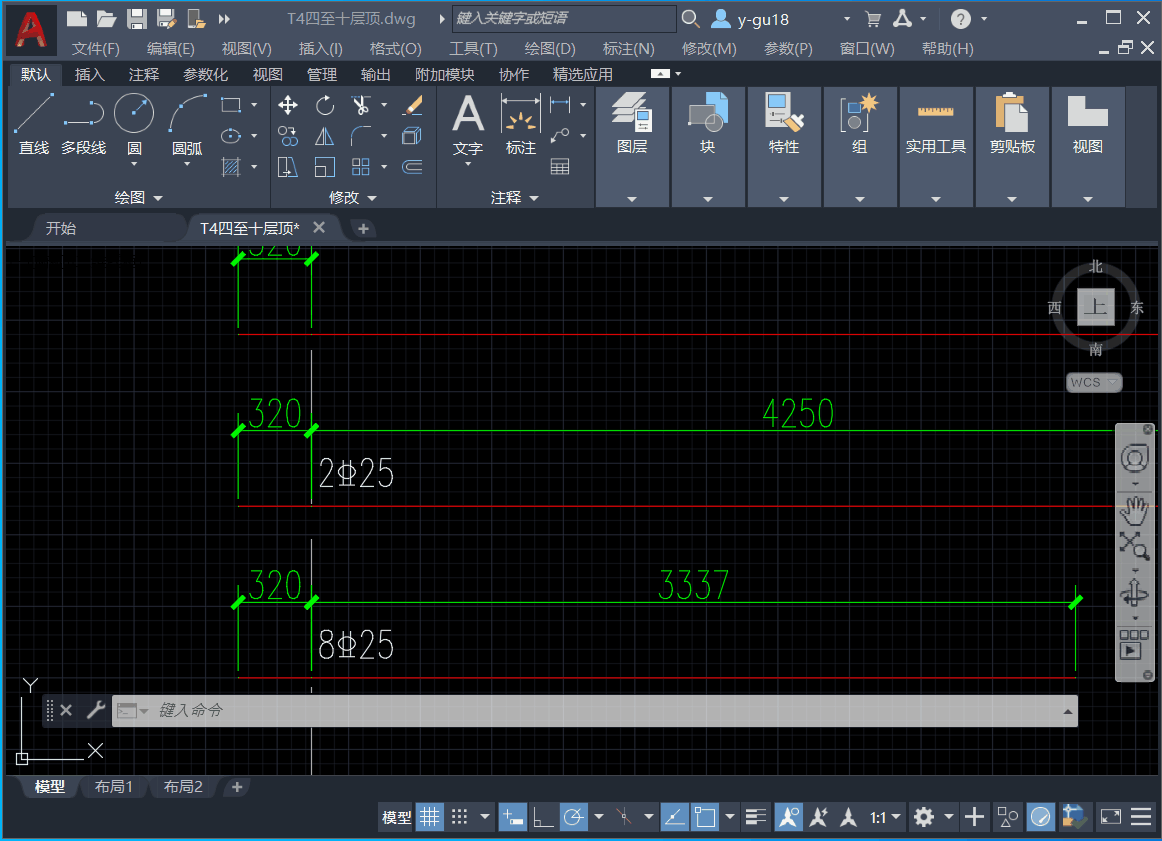 T4四至十层顶.dwg 键入关键字或短语 y-gu18
文件(F) 编辑(E) 视图(V) 插入(I) 格式(O) 工具(T) 绘图(D) 标注(N) 修改(M) 参数(P) 窗口(W) 帮助(H)
默认 插入 注释 参数化 视图 管理 输出 附加模块 协作 精选应用
直线 多段线 圆 圆弧 文字 标注 图层 块 特性 组 实用工具 剪贴板 视图
绘图 修改 注释
开始 T4四至十层顶*
320
北
西 上 东
南
WCS
320 4250
2Φ25
320 3337
8Φ25
Y
键入命令
X
模型 布局1 布局2
模型 1:1